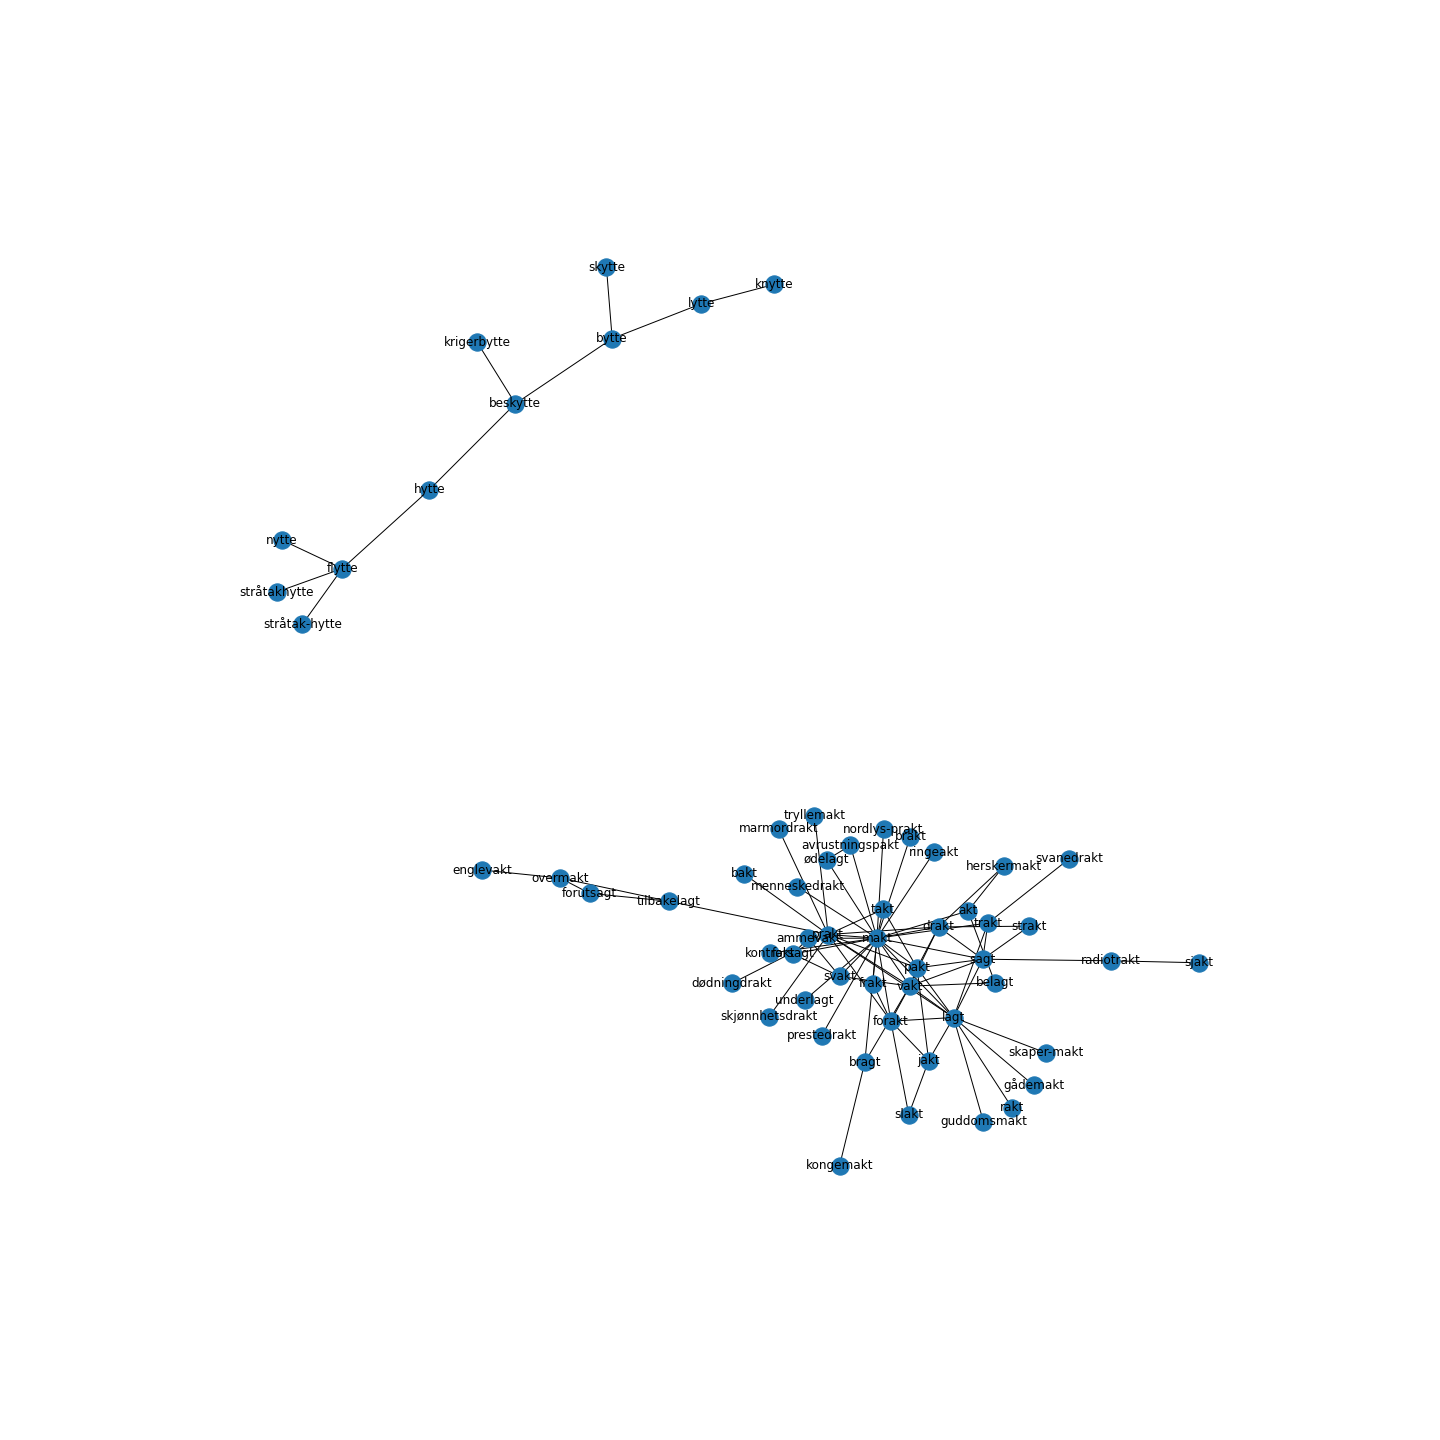 skytte
knytte
lytte
bytte
krigerbytte
beskytte
hytte
nytte
flytte
stråtakhytte
stråtak-hytte
tryllemakt
marmordrakt
nordlys-prakt
brakt
avrustningspakt
ringeakt
ødelagt
svanedrakt
herskermakt
englevakt
bakt
overmakt
menneskedrakt
forutsagt
tilbakelagt
takt
akt
trakt
strakt
drakt
ammevakt
makt
kontrakt
sagt
radiotrakt
sjakt
pakt
svakt
dødningdrakt
frakt
vakt
belagt
underlagt
skjønnhetsdrakt
forakt
lagt
prestedrakt
skaper-makt
bragt
jakt
gådemakt
rakt
slakt
guddomsmakt
kongemakt